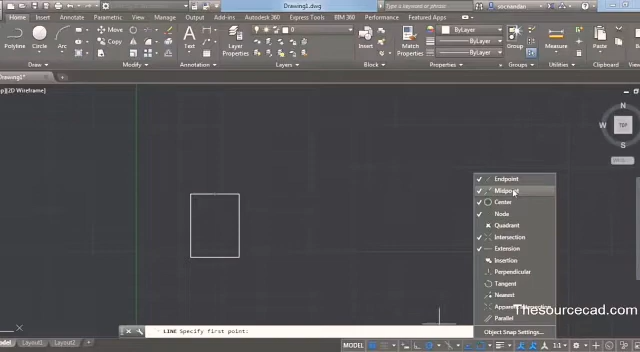 Drawing1.dwg
Type a keyword or phrase
socnandan
Home Insert Annotate Parametric View Manage Output Add-ins Autodesk 360 Express Tools BIM 360 Performance Featured Apps
Polyline Circle Arc
Move
Copy
Text
Layer
Properties
Insert
Match
Properties
ByLayer
ByLayer
Group
Measure
Paste
Draw Modify Annotation Layers Block Properties Groups Utilities Clipboard
Drawing1*
][2D Wireframe]
N
W TOP
S
Endpoint
Midpoint
Center
Node
Quadrant
Intersection
Extension
Insertion
Perpendicular
Tangent
Nearest
Apparent Intersection
Parallel
Object Snap Settings...
Thesourcecad.com
LINE Specify first point:
Model Layout1 Layout2
MODEL 1:1